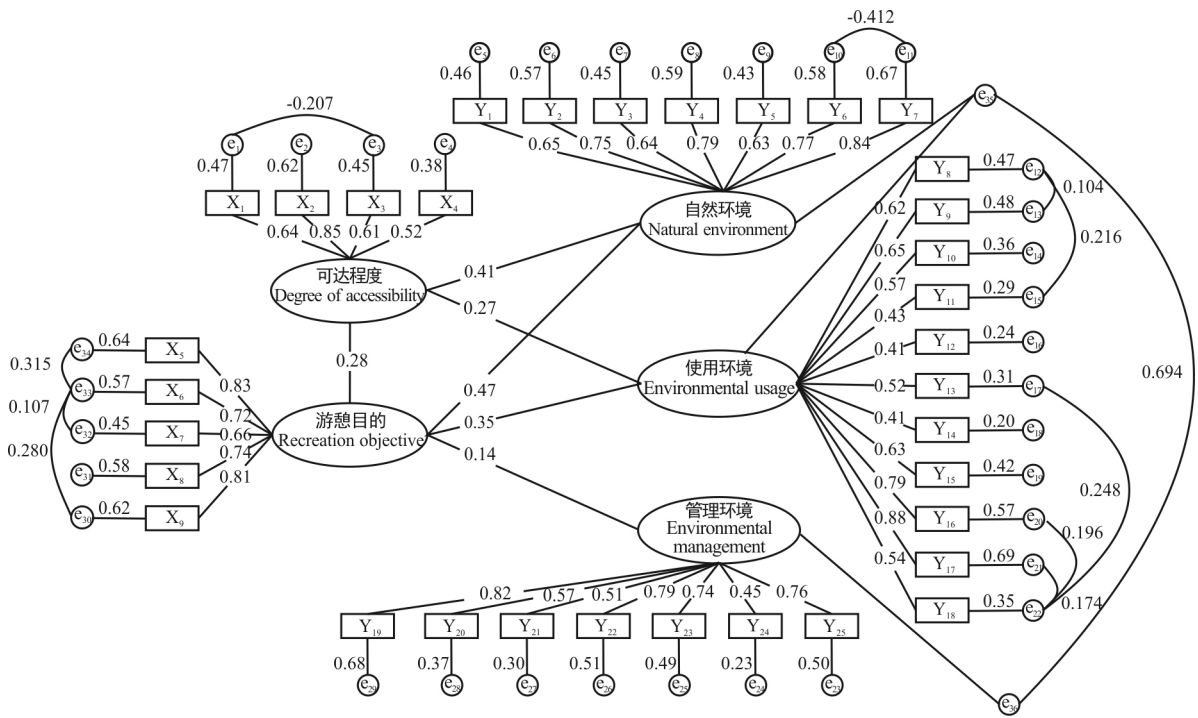 -0.412
e₅ e₆ e₇ e₈ e₉ e₁₀ e₁₁
0.46 0.57 0.45 0.59 0.43 0.58 0.67
e₃₅
-0.207
Y₁ Y₂ Y₃ Y₄ Y₅ Y₆ Y₇
e₁ e₂ e₃ e₄
0.65 0.75 0.64 0.79 0.63 0.77 0.84
0.47 0.62 0.45 0.38
X₁ X₂ X₃ X₄
0.64 0.85 0.61 0.52
自然环境
Natural environment
可达程度
Degree of accessibility
0.41
0.27
0.28
0.47
0.35
0.14
e₃₄ 0.64 X₅ 0.83
0.315
e₃₃ 0.57 X₆ 0.72
0.107
e₃₂ 0.45 X₇ 0.66
0.280
e₃₁ 0.58 X₈ 0.74
e₃₀ 0.62 X₉ 0.81
游憩目的
Recreation objective
使用环境
Environmental usage
0.62 Y₈ 0.47 e₁₂
0.104
0.65 Y₉ 0.48 e₁₃
0.216
0.57 Y₁₀ 0.36 e₁₄
0.43 Y₁₁ 0.29 e₁₅
0.41 Y₁₂ 0.24 e₁₆
0.694
0.52 Y₁₃ 0.31 e₁₇
0.41 Y₁₄ 0.20 e₁₈
0.63 Y₁₅ 0.42 e₁₉
0.248
0.79 Y₁₆ 0.57 e₂₀
0.196
0.88 Y₁₇ 0.69 e₂₁
0.54 Y₁₈ 0.35 e₂₂
0.174
管理环境
Environmental
management
0.82 0.57 0.51 0.79 0.74 0.45 0.76
Y₁₉ Y₂₀ Y₂₁ Y₂₂ Y₂₃ Y₂₄ Y₂₅
0.68 0.37 0.30 0.51 0.49 0.23 0.50
e₂₉ e₂₈ e₂₇ e₂₆ e₂₅ e₂₄ e₂₃
e₃₆